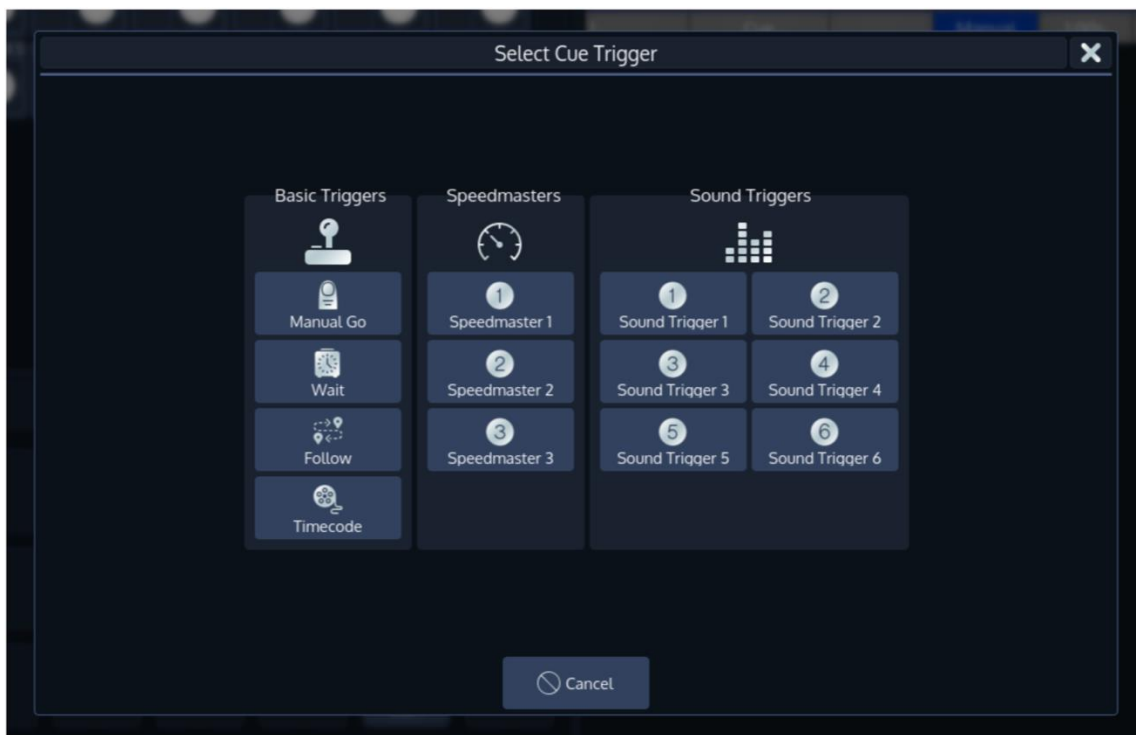 Cue
Manual
Select Cue Trigger
Basic Triggers
Speedmasters
Sound Triggers
Manual Go
1
Speedmaster 1
1
Sound Trigger 1
2
Sound Trigger 2
Wait
2
Speedmaster 2
3
Sound Trigger 3
4
Sound Trigger 4
Follow
3
Speedmaster 3
5
Sound Trigger 5
6
Sound Trigger 6
Timecode
Cancel